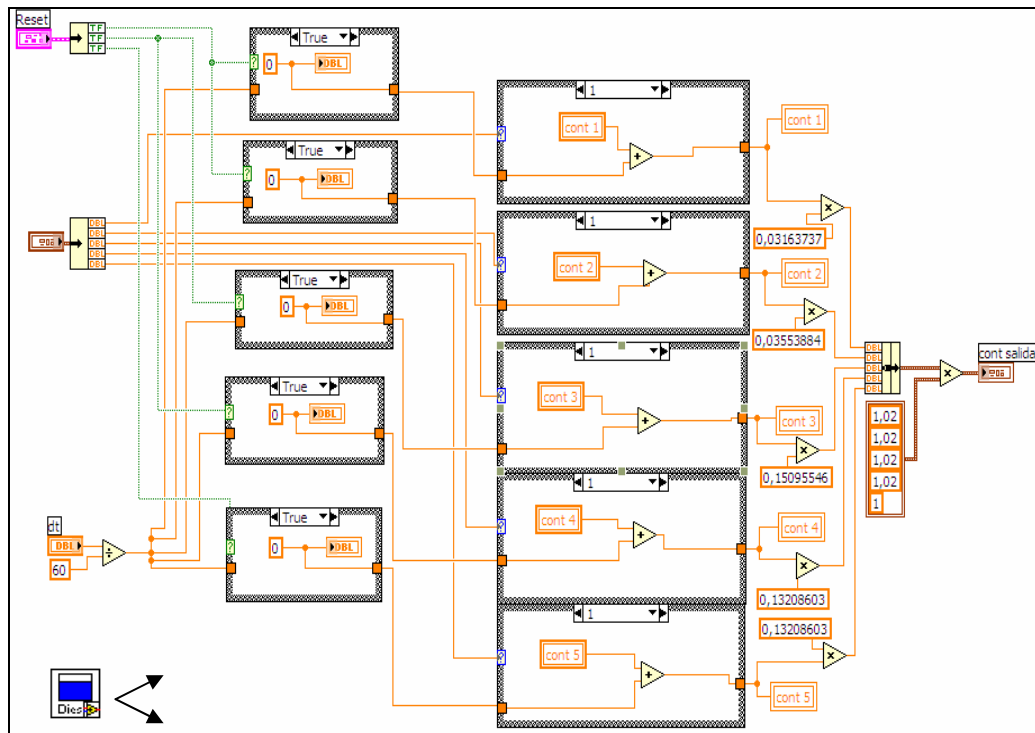 Reset
TF
TF
TF
True
0
DBL
True
0
DBL
True
0
DBL
True
0
DBL
True
0
DBL
DBL
DBL
DBL
DBL
DBL
dt
DBL
÷
60
1
cont 1
+
cont 1
×
0,03163737
1
cont 2
+
cont 2
×
0,03553884
1
cont 3
+
cont 3
×
0,15095546
1
cont 4
+
cont 4
×
0,13208603
1
cont 5
+
0,13208603
×
cont 5
DBL
DBL
DBL
DBL
DBL
×
cont salida
1,02
1,02
1,02
1,02
1
Dies